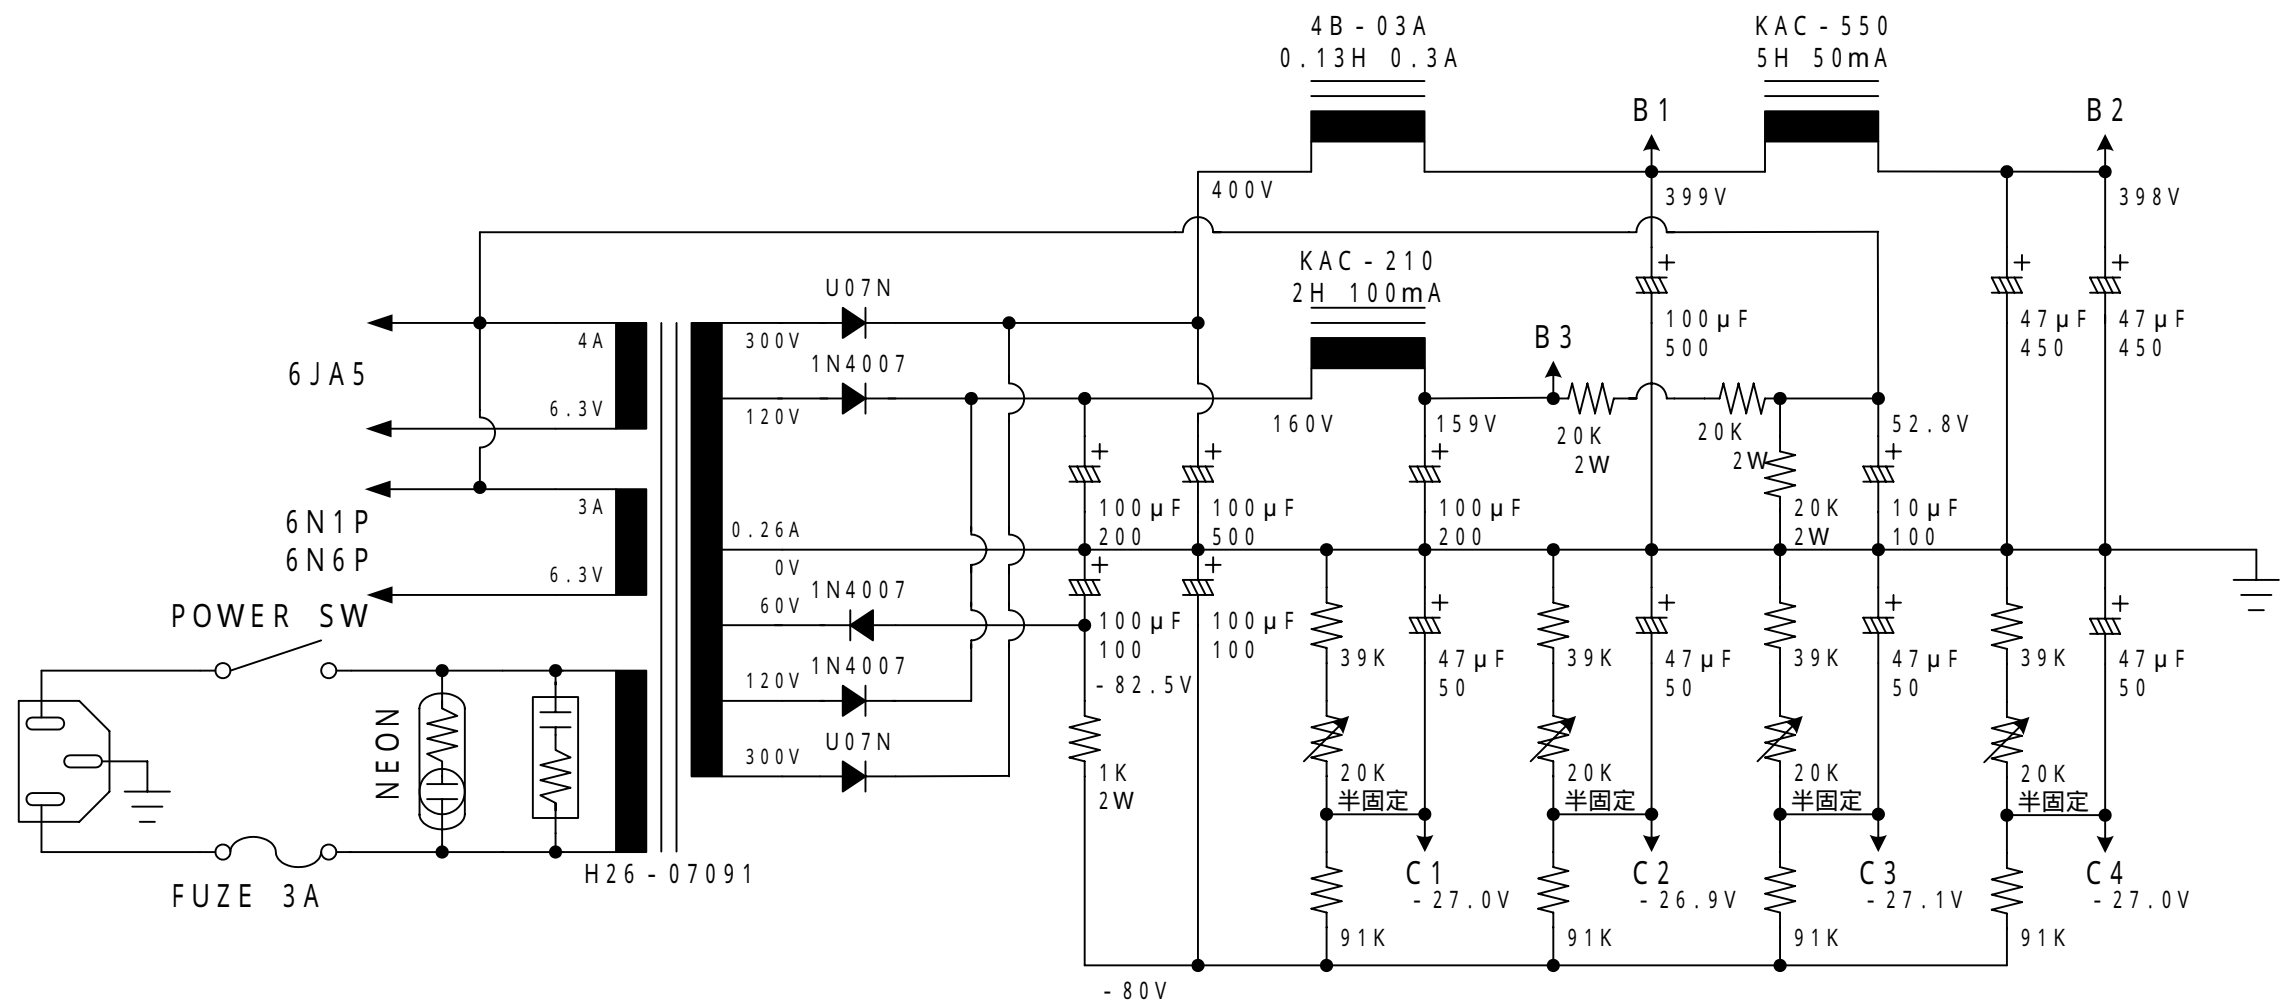 4B-03A
0.13H 0.3A
KAC-550
5H 50mA
B1
B2
400V
399V
398V
KAC-210
2H 100mA
U07N
4A
300V
1N4007
B3
100μF
500
47μF
450
47μF
450
6JA5
6.3V
120V
160V
159V
20K
2W
20K
2W
52.8V
3A
6N1P
6N6P
6.3V
0.26A
0V
100μF
200
100μF
500
100μF
200
20K
2W
10μF
100
60V
1N4007
100μF
100
100μF
100
POWER SW
120V
1N4007
-82.5V
39K
47μF
50
39K
47μF
50
39K
47μF
50
39K
47μF
50
NEON
300V
U07N
1K
2W
20K
半固定
20K
半固定
20K
半固定
20K
半固定
FUZE 3A
H26-07091
C1
-27.0V
C2
-26.9V
C3
-27.1V
C4
-27.0V
91K
91K
91K
91K
-80V